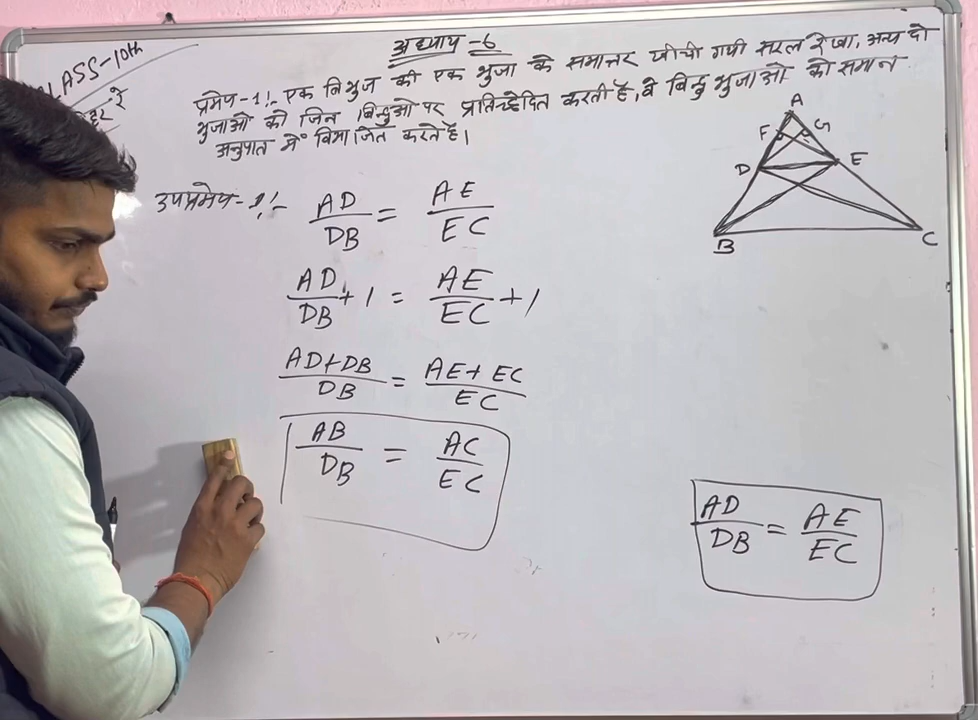 अध्याय-6
CLASS-10th
प्रमेय-1:- एक त्रिभुज की एक भुजा के समान्तर खींची गयी सरल रेखा, अन्य दो
भुजाओ को जिन बिन्दुओ पर प्रतिच्छेदित करती है, वे बिन्दु भुजाओ को समान
अनुपात में विभाजित करते है।
A
F G
D E
B C
उपप्रमेय-1:- AD/DB = AE/EC
AD/DB + 1 = AE/EC + 1
AD+DB/DB = AE+EC/EC
AB/DB = AC/EC
AD/DB = AE/EC